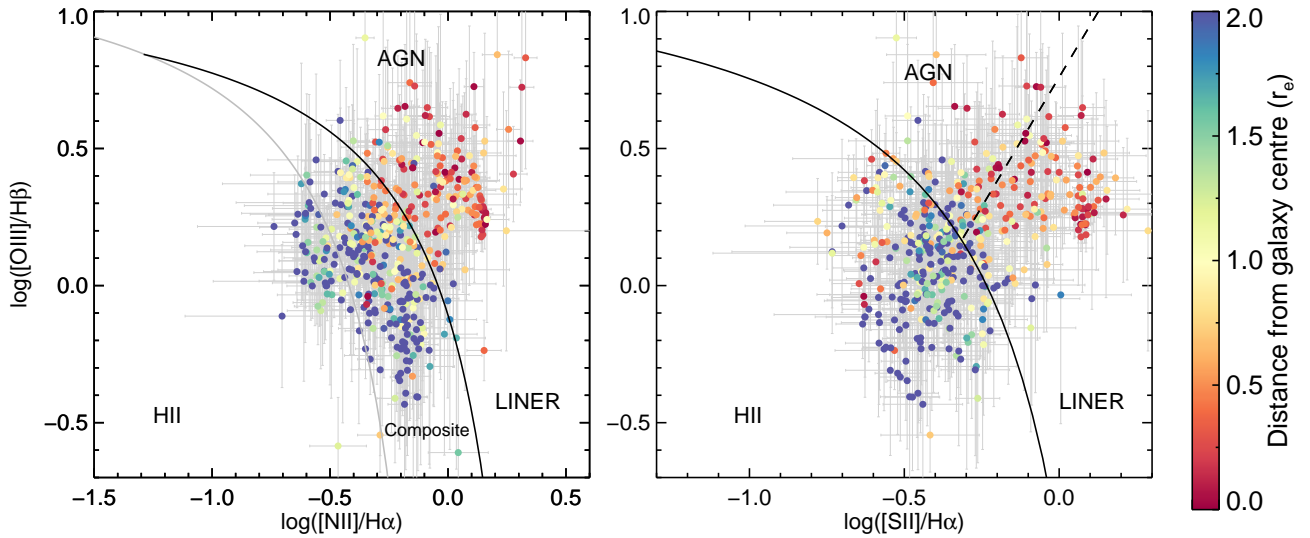 1.0
0.5
0.0
−0.5
log([OIII]/Hβ)
AGN
HII
Composite
LINER
−1.5 −1.0 −0.5 0.0 0.5
log([NII]/Hα)
1.0
0.5
0.0
−0.5
AGN
HII
LINER
−1.0 −0.5 0.0
log([SII]/Hα)
2.0
1.5
1.0
0.5
0.0
Distance from galaxy centre (re)